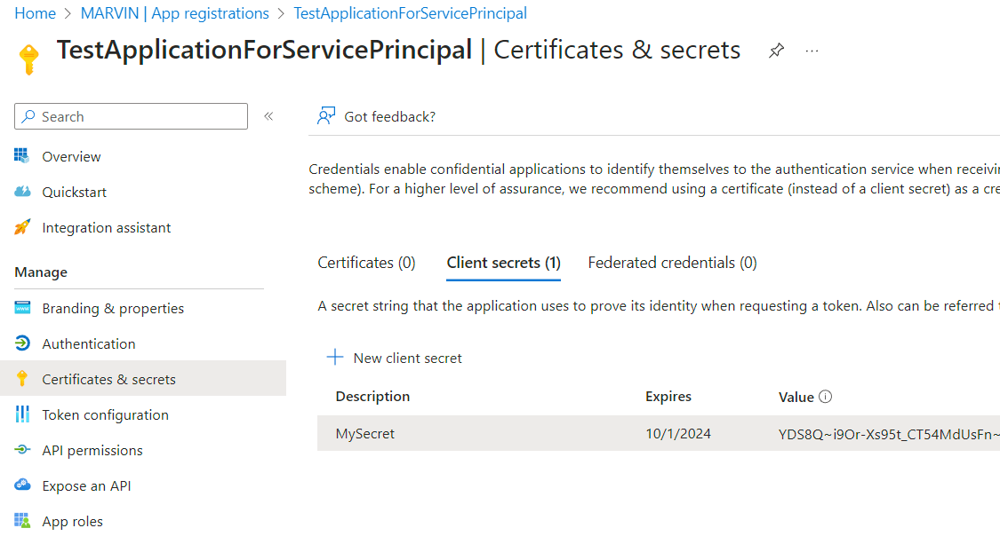 Home > MARVIN | App registrations > TestApplicationForServicePrincipal
TestApplicationForServicePrincipal | Certificates & secrets
Search
«
Got feedback?
Overview
Quickstart
Integration assistant
Manage
Branding & properties
Authentication
Certificates & secrets
Token configuration
API permissions
Expose an API
App roles
Credentials enable confidential applications to identify themselves to the authentication service when receivin
scheme). For a higher level of assurance, we recommend using a certificate (instead of a client secret) as a cre
Certificates (0) Client secrets (1) Federated credentials (0)
A secret string that the application uses to prove its identity when requesting a token. Also can be referred t
New client secret
Description Expires Value
MySecret 10/1/2024 YDS8Q~i9Or-Xs95t_CT54MdUsFn~